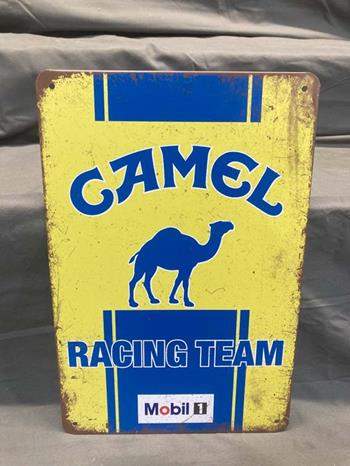 CAMEL
RACING TEAM
Mobil 1